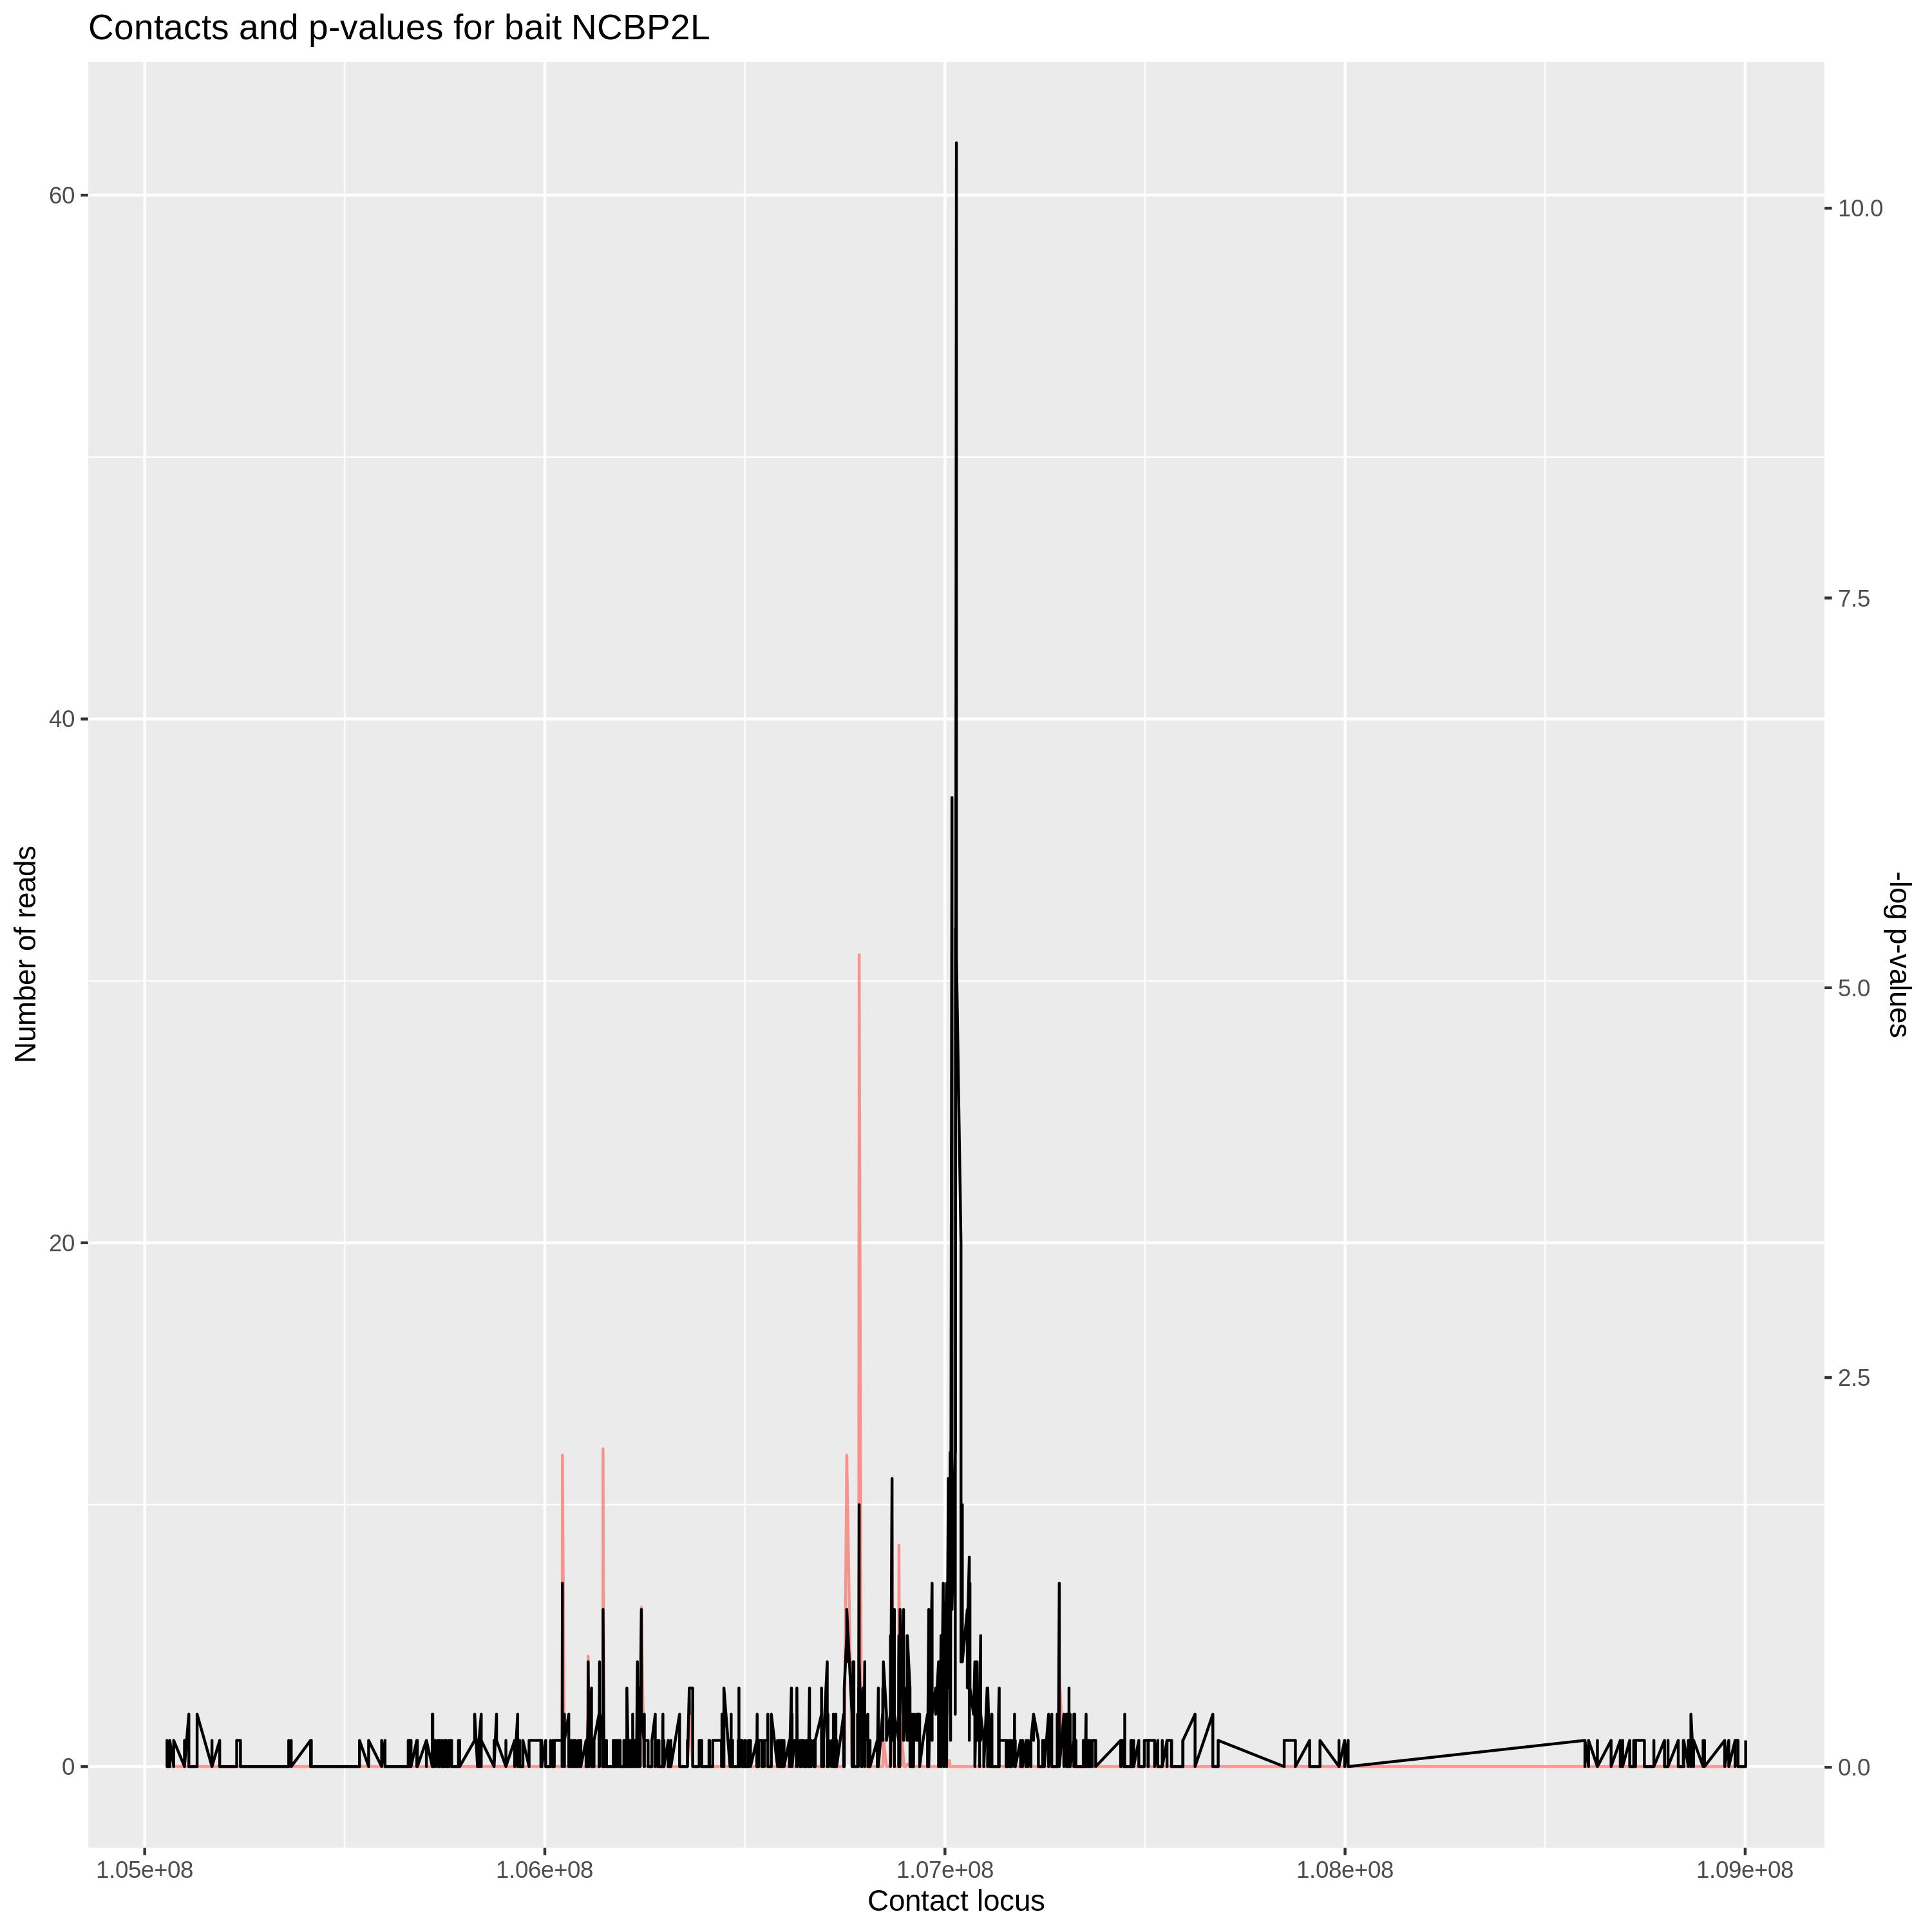 Contacts and p-values for bait NCBP2L
60
40
20
0
Number of reads
10.0
7.5
5.0
2.5
0.0
-log p-values
1.05e+08
1.06e+08
1.07e+08
1.08e+08
1.09e+08
Contact locus